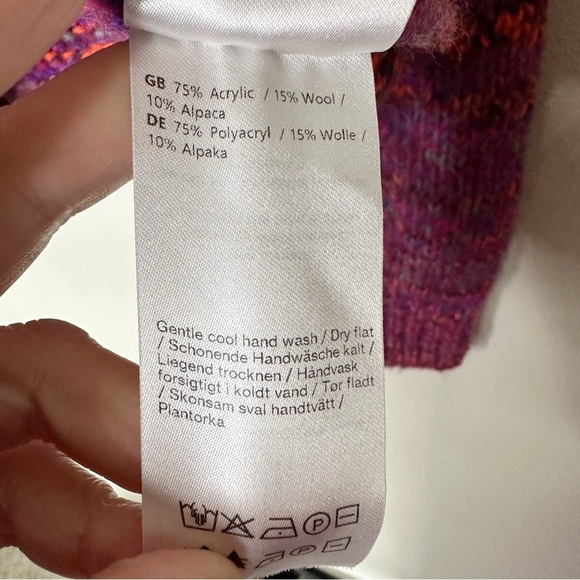 GB 75% Acrylic / 15% Wool /
10% Alpaca
DE 75% Polyacryl / 15% Wolle /
10% Alpaka
Gentle cool hand wash / Dry flat
/ Schonende Handwäsche kalt /
Liegend trocknen / Håndvask
forsigtigt i koldt vand / Tør fladt
/ Skonsam sval handtvätt /
Plantorka
P